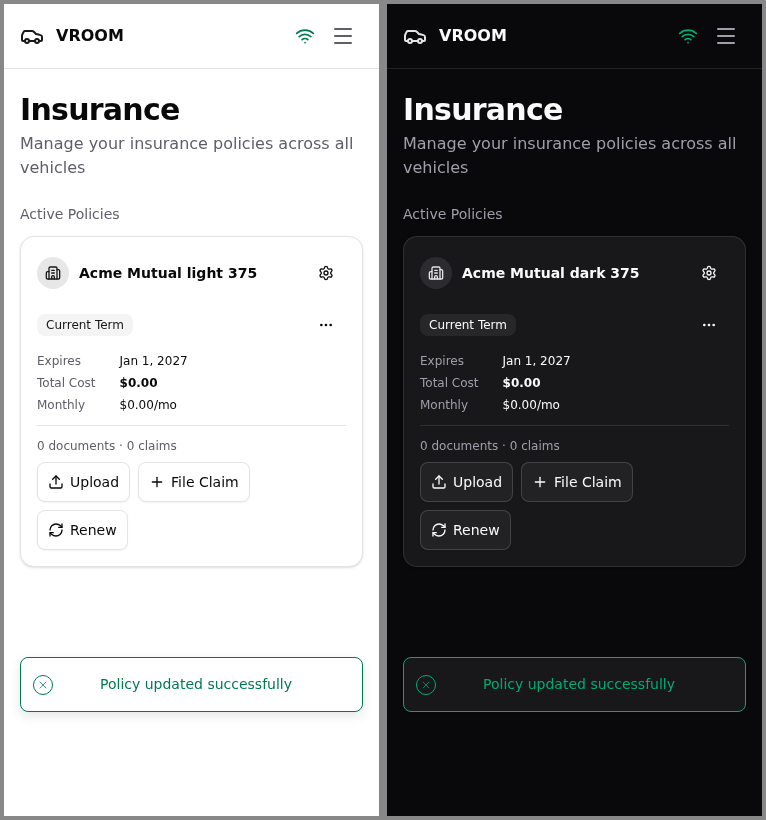 VROOM
Insurance
Manage your insurance policies across all
vehicles
Active Policies
Acme Mutual light 375
Current Term
Expires Jan 1, 2027
Total Cost $0.00
Monthly $0.00/mo
0 documents · 0 claims
Upload File Claim
Renew
Policy updated successfully
VROOM
Insurance
Manage your insurance policies across all
vehicles
Active Policies
Acme Mutual dark 375
Current Term
Expires Jan 1, 2027
Total Cost $0.00
Monthly $0.00/mo
0 documents · 0 claims
Upload File Claim
Renew
Policy updated successfully